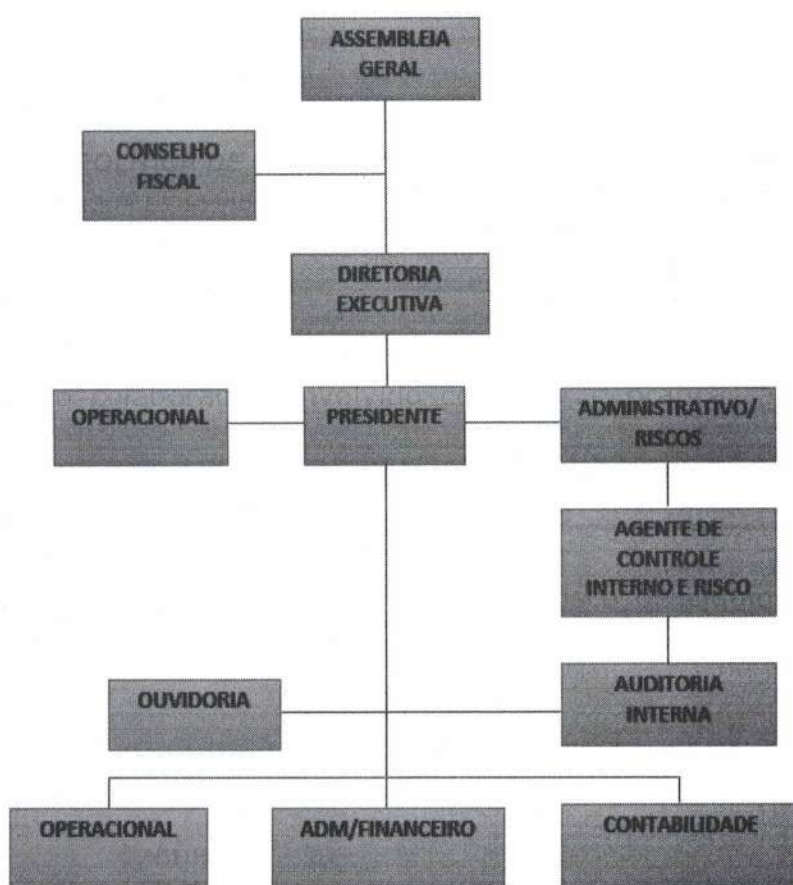 ASSEMBLEIA
GERAL
CONSELHO
FISCAL
DIRETORIA
EXECUTIVA
OPERACIONAL
PRESIDENTE
ADMINISTRATIVO/
RISCOS
AGENTE DE
CONTROLE
INTERNO E RISCO
OUVIDORIA
AUDITORIA
INTERNA
OPERACIONAL
ADM/FINANCEIRO
CONTABILIDADE